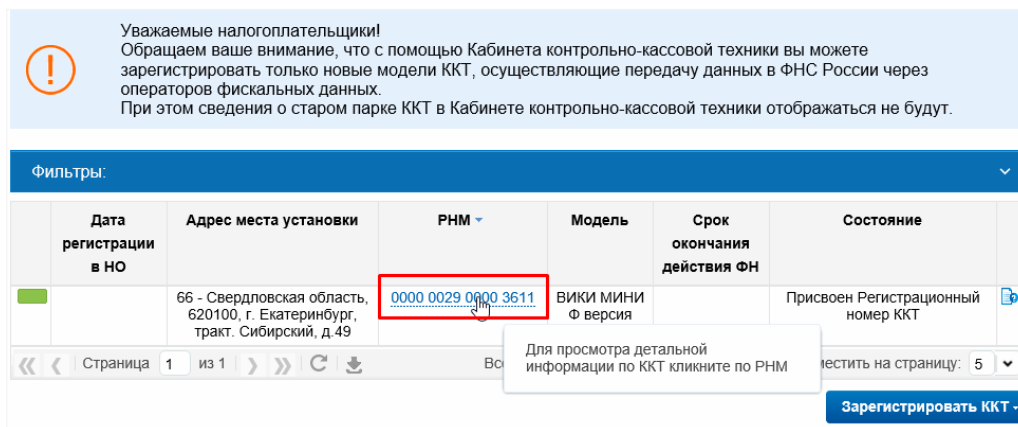 Уважаемые налогоплательщики!
Обращаем ваше внимание, что с помощью Кабинета контрольно-кассовой техники вы можете
зарегистрировать только новые модели ККТ, осуществляющие передачу данных в ФНС России через
операторов фискальных данных.
При этом сведения о старом парке ККТ в Кабинете контрольно-кассовой техники отображаться не будут.
Фильтры:
Дата
регистрации
в НО
Адрес места установки
РНМ
Модель
Срок
окончания
действия ФН
Состояние
66 - Свердловская область,
620100, г. Екатеринбург,
тракт. Сибирский, д.49
0000 0029 0000 3611
ВИКИ МИНИ
Ф версия
Присвоен Регистрационный
номер ККТ
Для просмотра детальной
информации по ККТ кликните по РНМ
Страница 1 из 1
на страницу: 5
Зарегистрировать ККТ